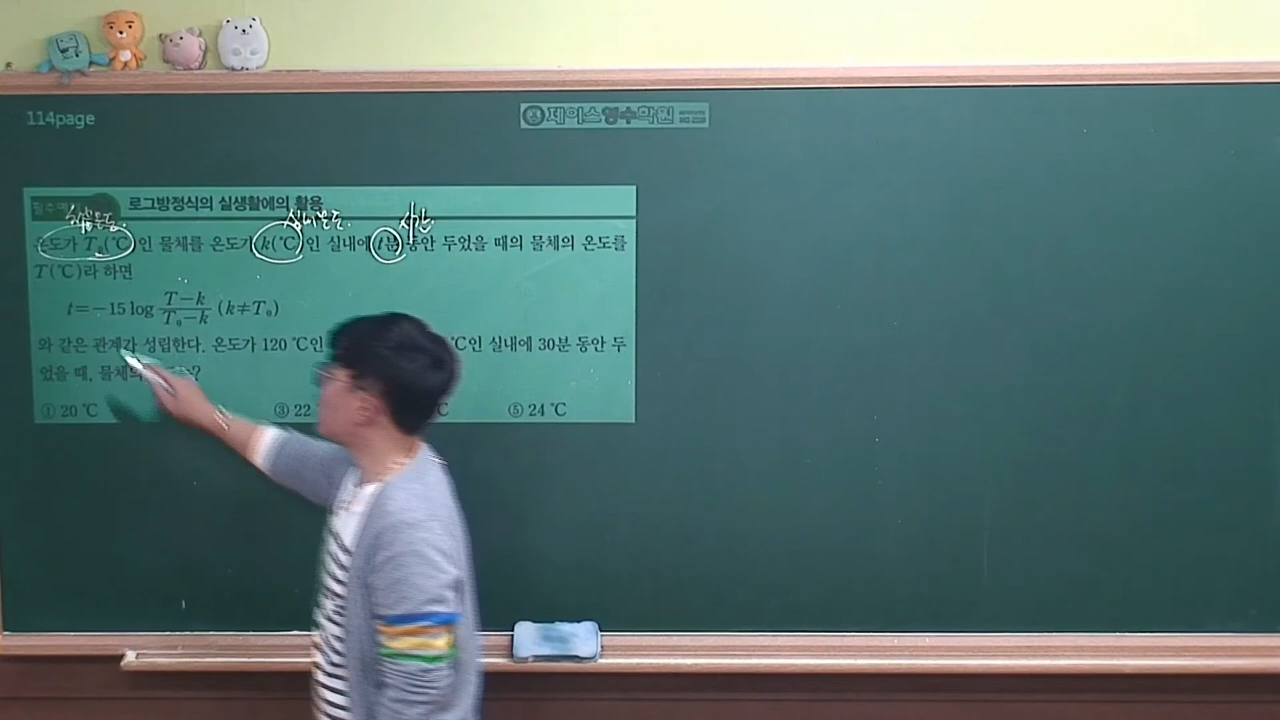 114page
제이스영수학원
필수예
로그방정식의 실생활에의 활용
처음온도.
실내온도.
시간.
온도가 T₀(℃)인 물체를 온도가 k(℃)인 실내에 t분 동안 두었을 때의 물체의 온도를
T(℃)라 하면
t=−15 log (T−k)/(T₀−k) (k≠T₀)
와 같은 관계가 성립한다. 온도가 120 ℃인 ℃인 실내에 30분 동안 두
었을 때, 물체의 ?
① 20 ℃ ③ 22 ℃ ⑤ 24 ℃